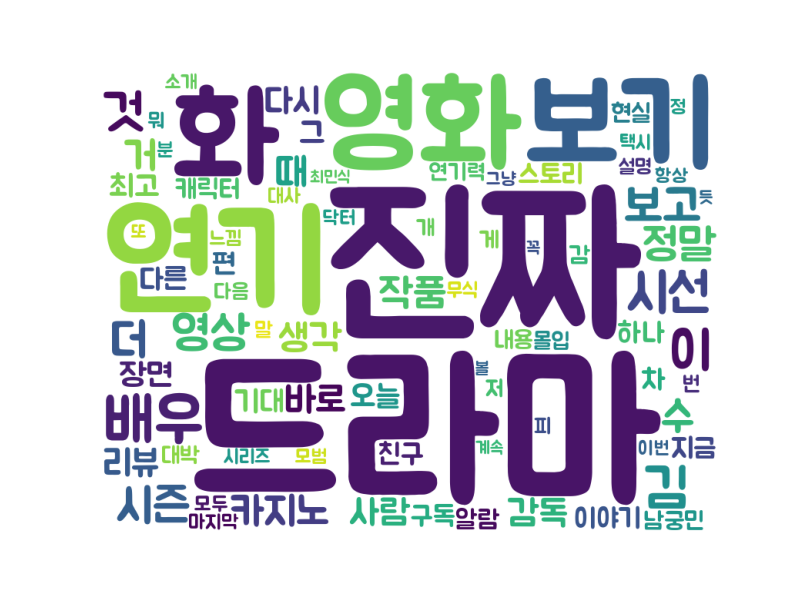 소개
것
뭐
화
다시
그
영화
보기
현실
정
택시
거
분
최고
캐릭터
때
최민식
대사
연기력
그냥
스토리
설명
항상
연기
또
느낌
닥터
진짜
개
게
꼭
감
보고
듯
정말
다른
편
다음
작품
무식
시선
더
영상
말
생각
내용
몰입
하나
이
장면
기대
바로
오늘
드라마
볼
저
차
번
배우
수
리뷰
대박
시리즈
모범
친구
계속
피
이번
지금
시즌
모두
마지막
카지노
사람
구독
알람
감독
이야기
김
남궁민